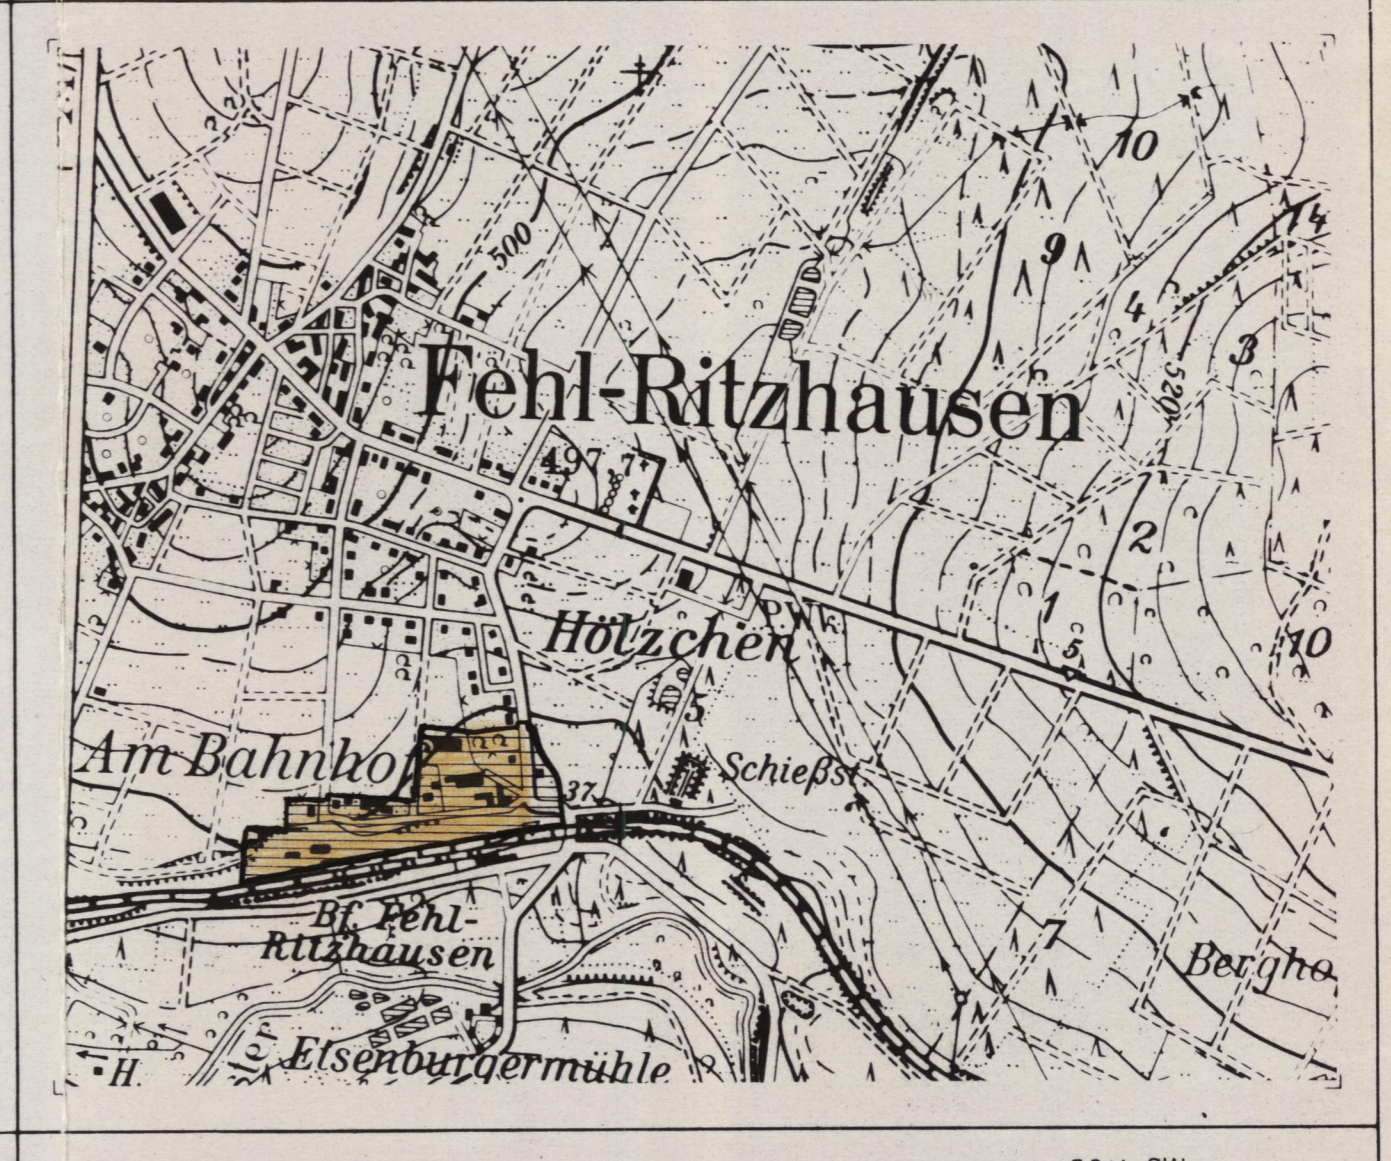 10
14
9
500
4
3
520
Fehl-Ritzhausen
497 7
2
1
Hölzchen
P.W.k.
10
5
5
Am Bahnhof
Schießst.
37
Bf. Fehl-
Ritzhausen
7
Bergho
Elsenburgermühle
H.